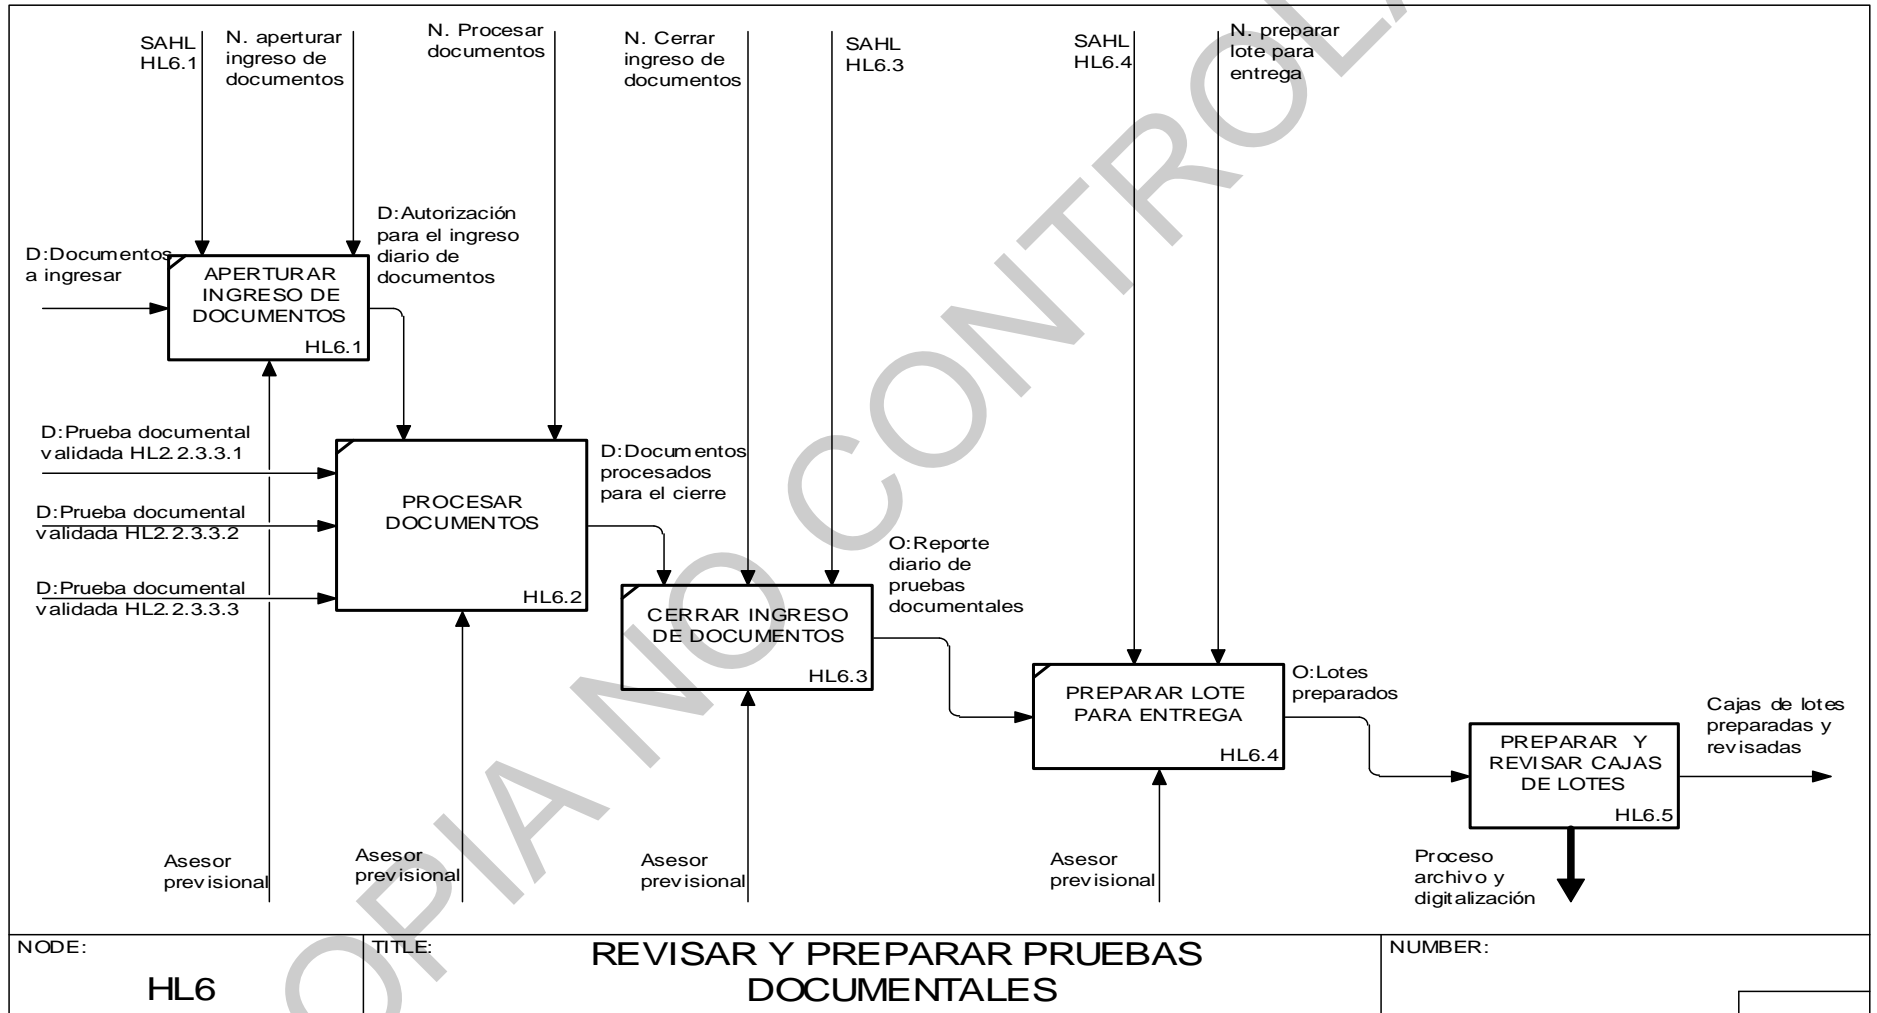 SAHL
HL6.1
N. aperturar
ingreso de
documentos
N. Procesar
documentos
N. Cerrar
ingreso de
documentos
SAHL
HL6.3
SAHL
HL6.4
N. preparar
lote para
entrega
D:Documentos
a ingresar
APERTURAR
INGRESO DE
DOCUMENTOS
HL6.1
D:Autorización
para el ingreso
diario de
documentos
D:Prueba documental
validada HL2.2.3.3.1
D:Prueba documental
validada HL2.2.3.3.2
D:Prueba documental
validada HL2.2.3.3.3
PROCESAR
DOCUMENTOS
HL6.2
D:Documentos
procesados
para el cierre
CERRAR INGRESO
DE DOCUMENTOS
HL6.3
O:Reporte
diario de
pruebas
documentales
PREPARAR LOTE
PARA ENTREGA
HL6.4
O:Lotes
preparados
PREPARAR Y
REVISAR CAJAS
DE LOTES
HL6.5
Cajas de lotes
preparadas y
revisadas
Asesor
previsional
Asesor
previsional
Asesor
previsional
Asesor
previsional
Proceso
archivo y
digitalización
NODE:
HL6
TITLE:
REVISAR Y PREPARAR PRUEBAS
DOCUMENTALES
NUMBER:
OPIA NO CONTROLA